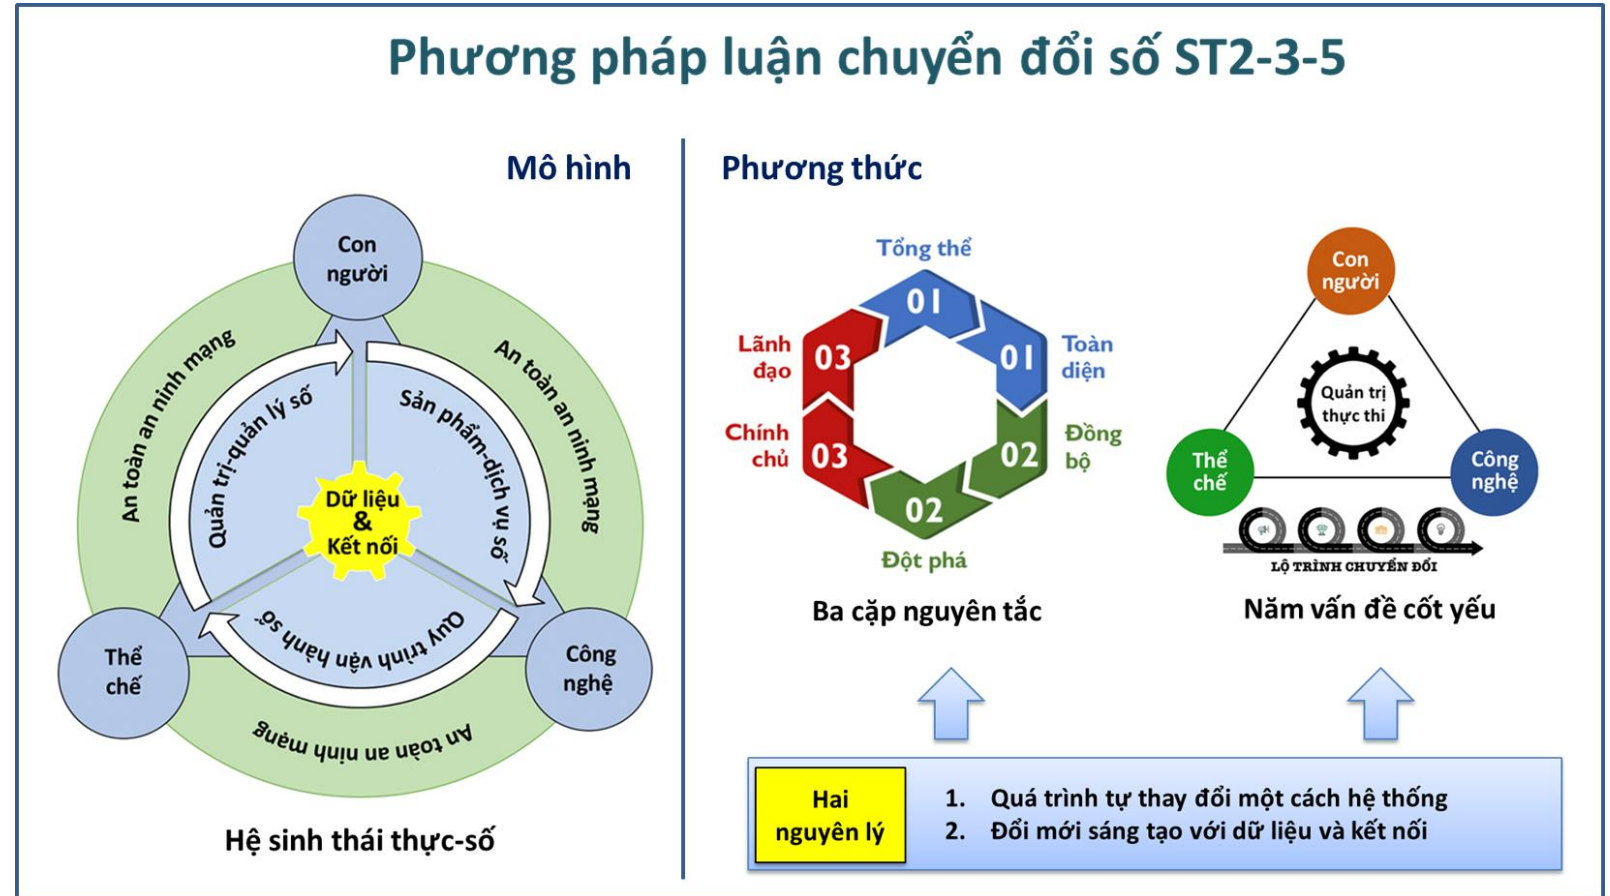 Phương pháp luận chuyển đổi số ST2-3-5
Mô hình
Con
người
An toàn an ninh mạng
An toàn an ninh mạng
Quản trị-quản lý số
Sản phẩm-dịch vụ số
Dữ liệu
&
Kết nối
Quy trình vận hành số
Thể
chế
Công
nghệ
An toàn an ninh mạng
Hệ sinh thái thực-số
Phương thức
Tổng thể
01
Lãnh
đạo
03
01
Toàn
diện
Chính
chủ
03
02
Đồng
bộ
02
Đột phá
Ba cặp nguyên tắc
Con
người
Quản trị
thực thi
Thể
chế
Công
nghệ
LỘ TRÌNH CHUYỂN ĐỔI
Năm vấn đề cốt yếu
Hai
nguyên lý
1. Quá trình tự thay đổi một cách hệ thống
2. Đổi mới sáng tạo với dữ liệu và kết nối